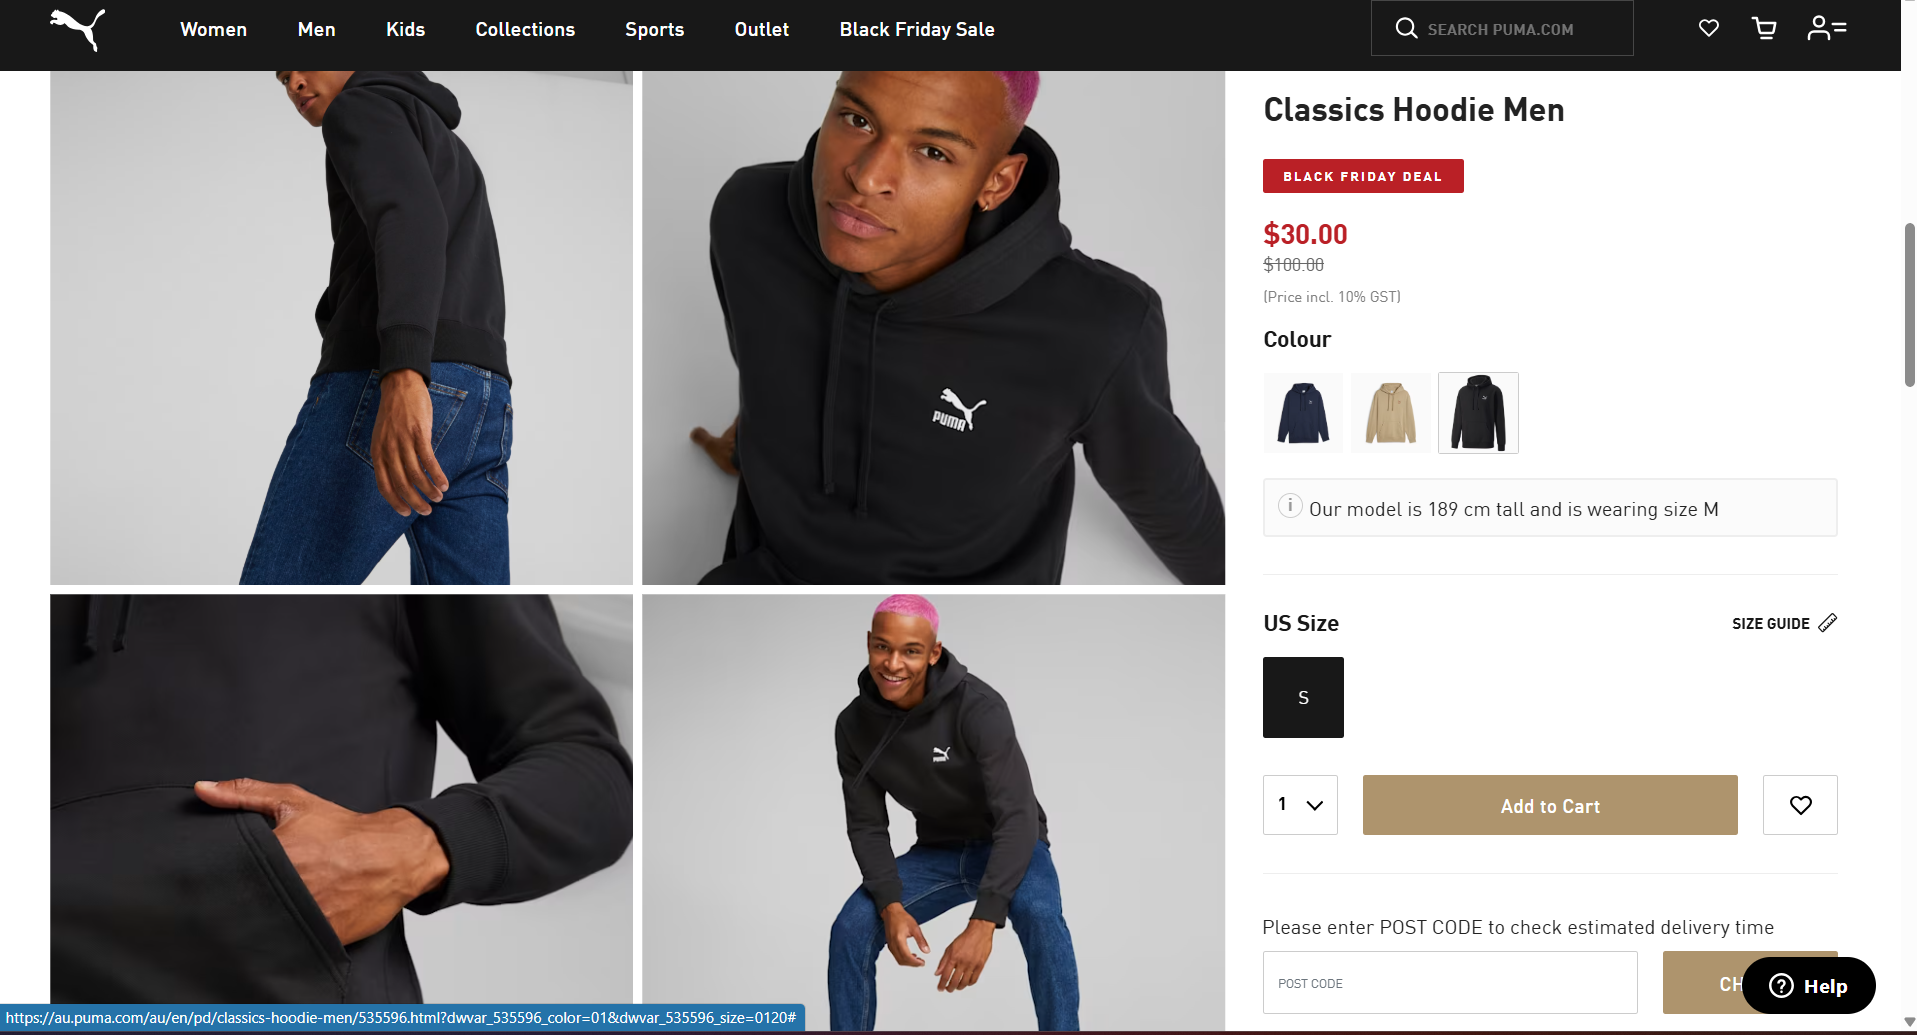 Women Men Kids Collections Sports Outlet Black Friday Sale SEARCH PUMA.COM
Classics Hoodie Men
BLACK FRIDAY DEAL
$30.00
$100.00
(Price incl. 10% GST)
Colour
PUMA
Our model is 189 cm tall and is wearing size M
US Size SIZE GUIDE
S
PUMA
1 Add to Cart
Please enter POST CODE to check estimated delivery time
POST CODE
Help
https://au.puma.com/au/en/pd/classics-hoodie-men/535596.html?dwvar_535596_color=01&dwvar_535596_size=0120#